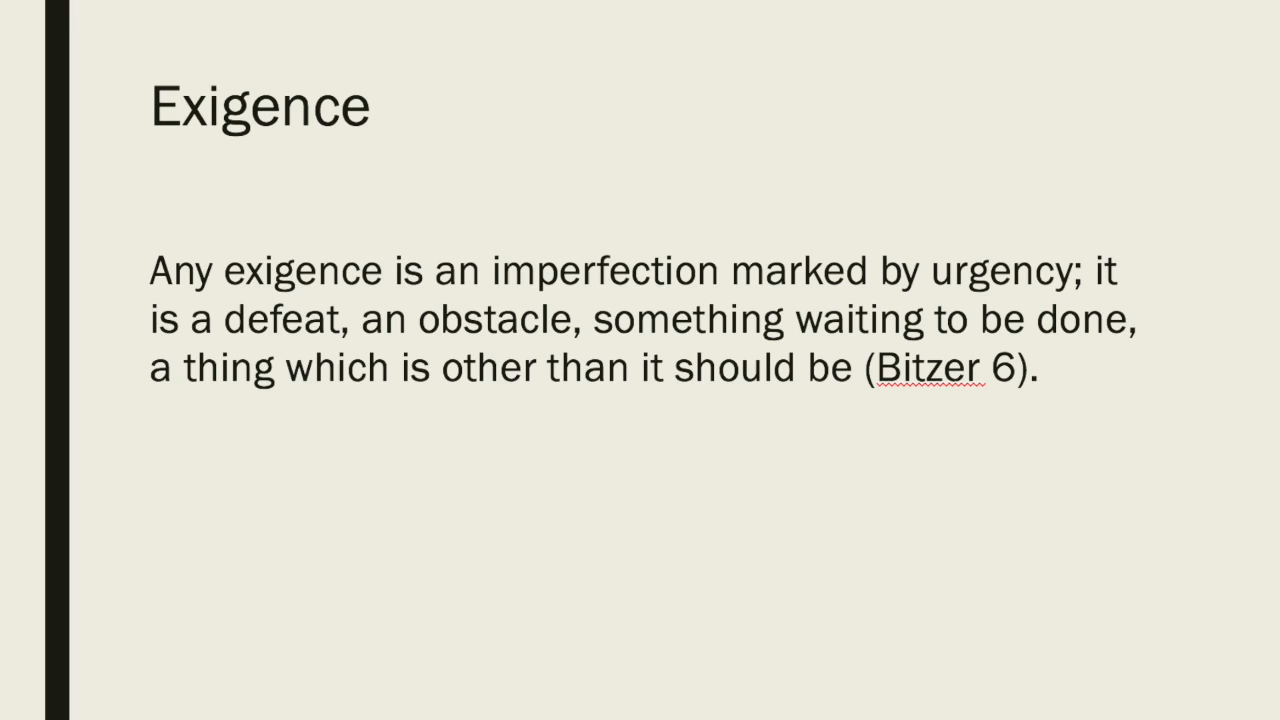 Exigence
Any exigence is an imperfection marked by urgency; it
is a defeat, an obstacle, something waiting to be done,
a thing which is other than it should be (Bitzer 6).